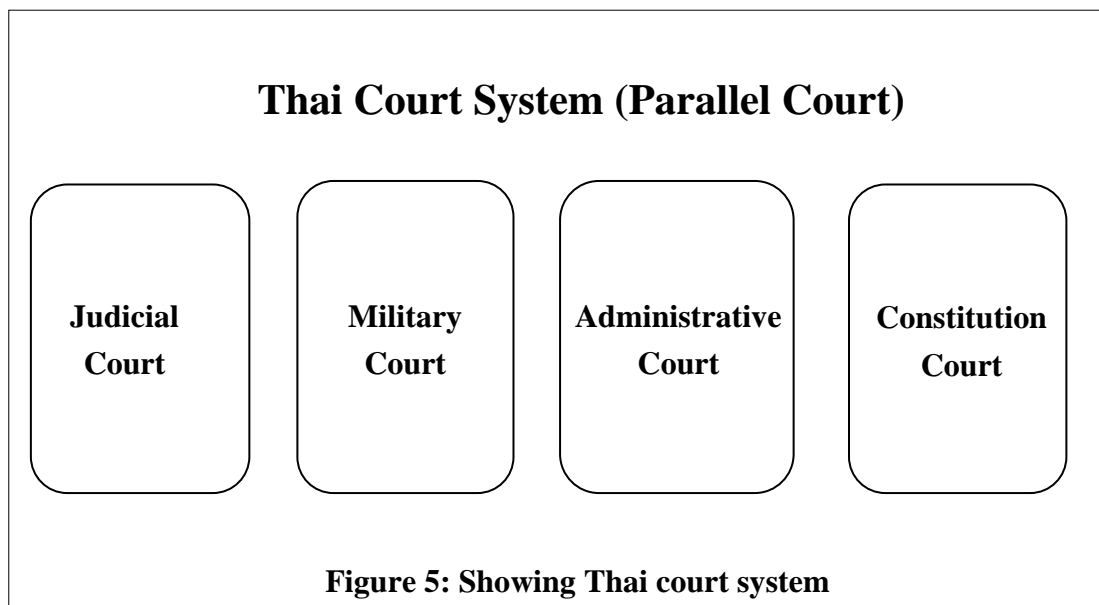 Thai Court System (Parallel Court)
Judicial
Court
Military
Court
Administrative
Court
Constitution
Court
Figure 5: Showing Thai court system